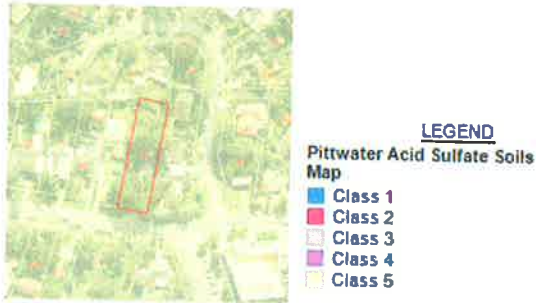 LEGEND
Pittwater Acid Sulfate Soils
Map
Class 1
Class 2
Class 3
Class 4
Class 5